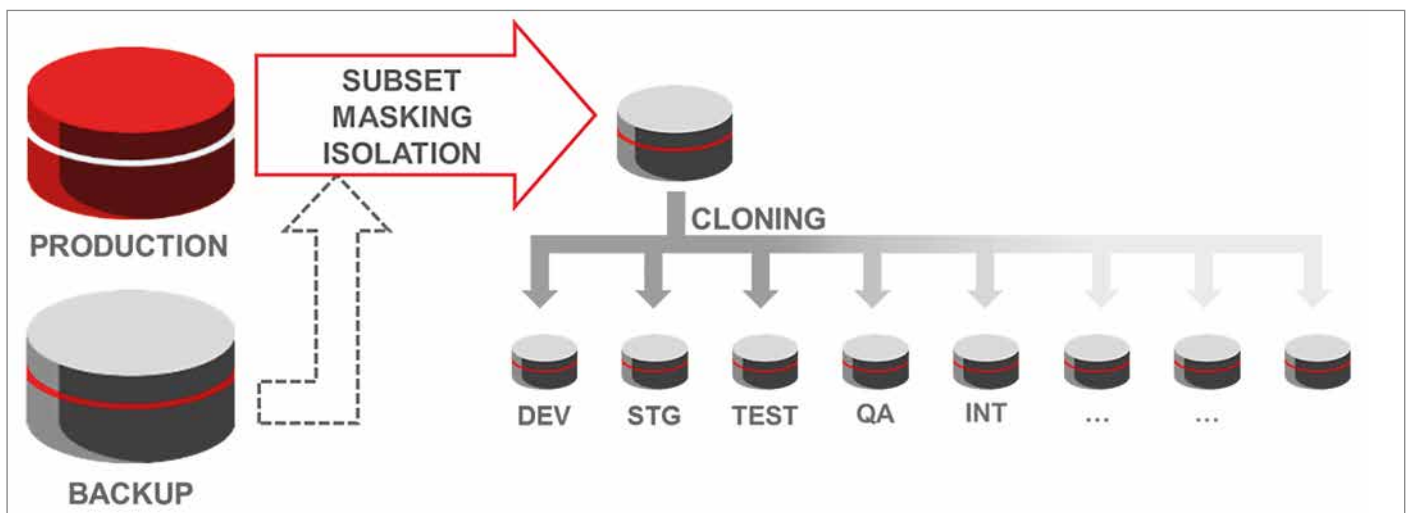 SUBSET
MASKING
ISOLATION
PRODUCTION
CLONING
BACKUP
DEV STG TEST QA INT ... ...